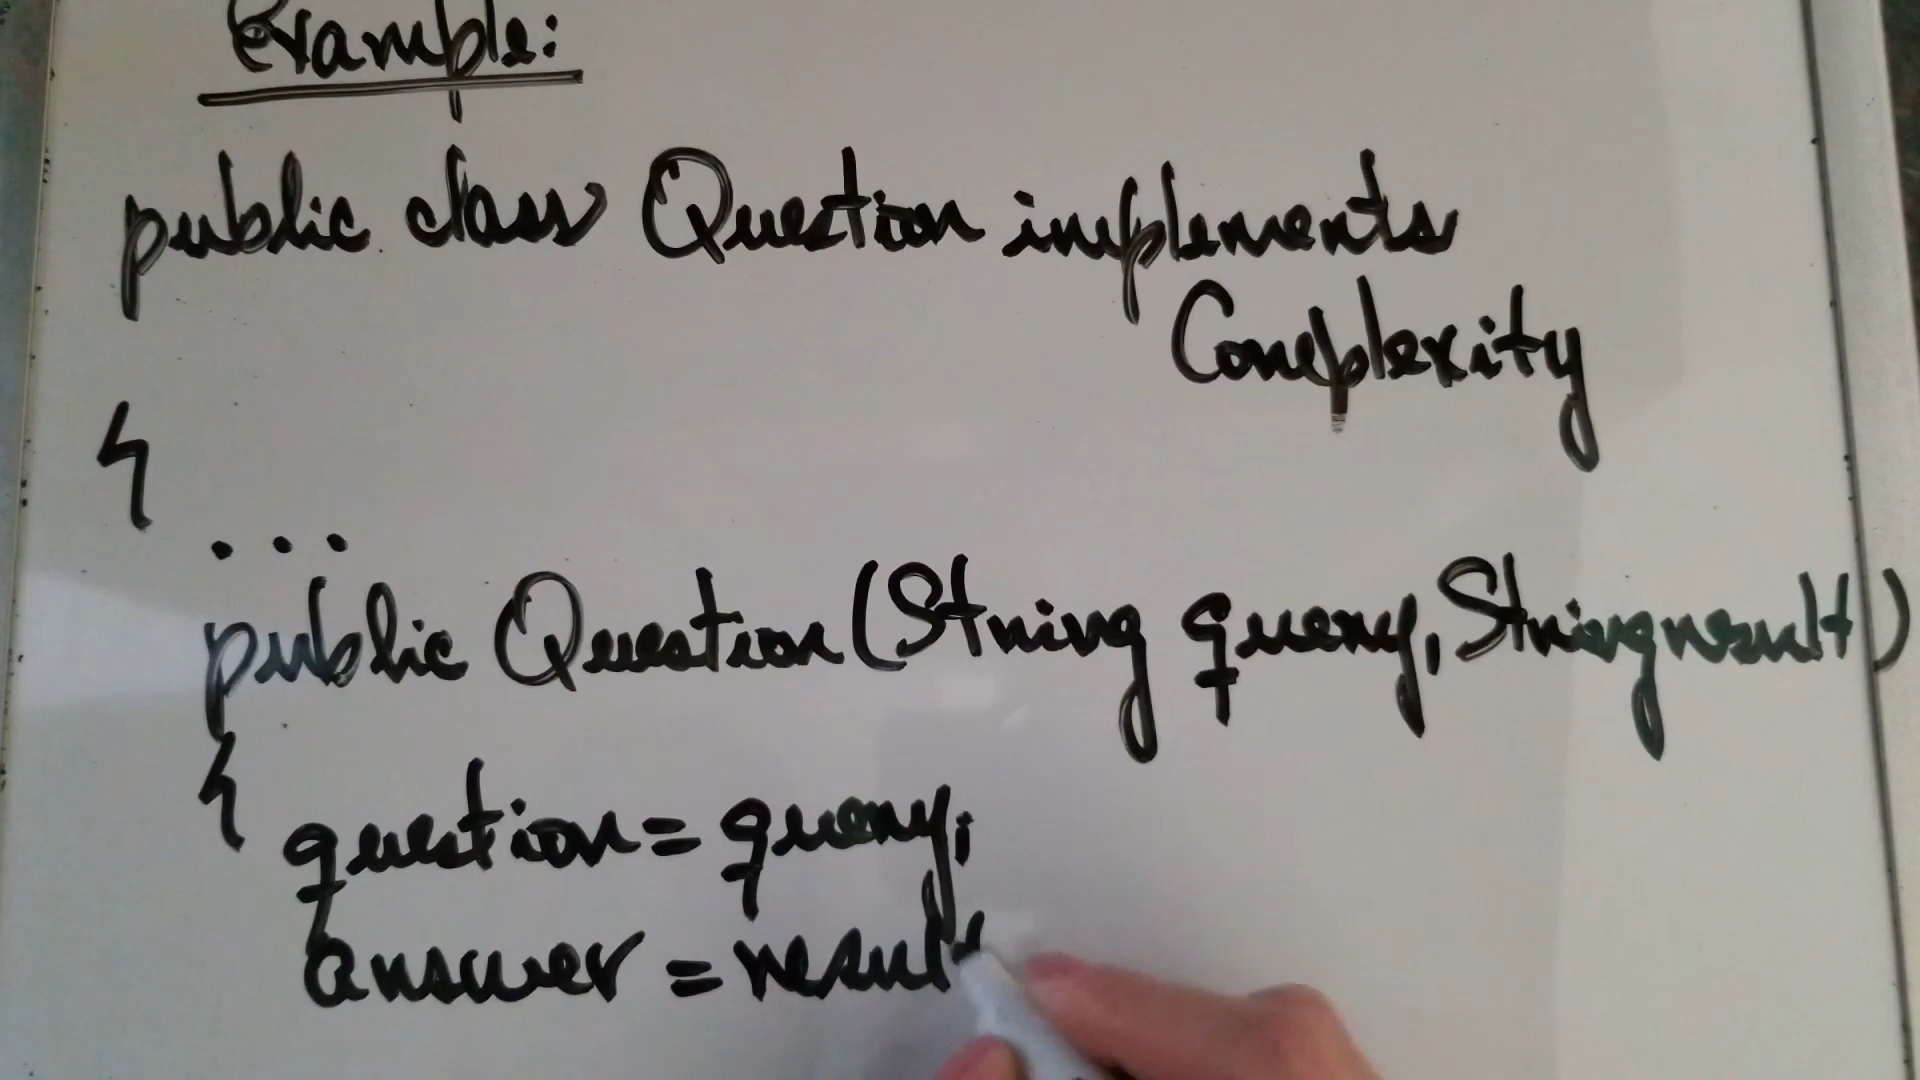 Example:
public class Question implements
Complexity
{
...
public Question(String query, String result)
{
question = query;
answer = result